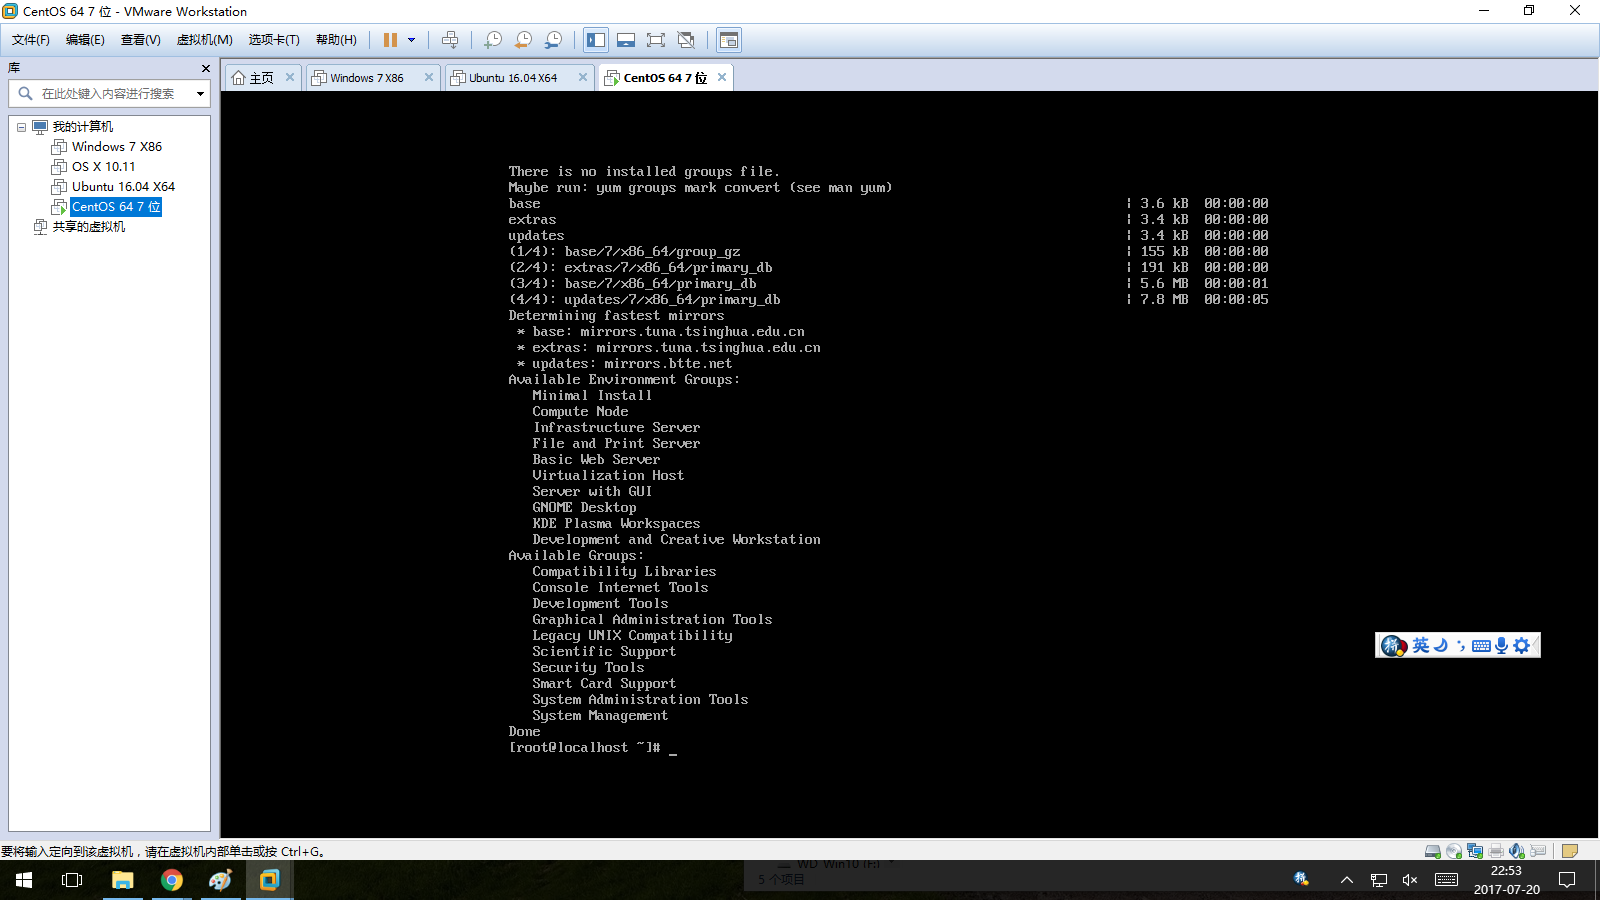 CentOS 64 7 位 - VMware Workstation
文件(F) 编辑(E) 查看(V) 虚拟机(M) 选项卡(T) 帮助(H)
库
在此处键入内容进行搜索
我的计算机
Windows 7 X86
OS X 10.11
Ubuntu 16.04 X64
CentOS 64 7 位
共享的虚拟机
主页 Windows 7 X86 Ubuntu 16.04 X64 CentOS 64 7 位
There is no installed groups file.
Maybe run: yum groups mark convert (see man yum)
base | 3.6 kB 00:00:00
extras | 3.4 kB 00:00:00
updates | 3.4 kB 00:00:00
(1/4): base/7/x86_64/group_gz | 155 kB 00:00:00
(2/4): extras/7/x86_64/primary_db | 191 kB 00:00:00
(3/4): base/7/x86_64/primary_db | 5.6 MB 00:00:01
(4/4): updates/7/x86_64/primary_db | 7.8 MB 00:00:05
Determining fastest mirrors
* base: mirrors.tuna.tsinghua.edu.cn
* extras: mirrors.tuna.tsinghua.edu.cn
* updates: mirrors.btte.net
Available Environment Groups:
Minimal Install
Compute Node
Infrastructure Server
File and Print Server
Basic Web Server
Virtualization Host
Server with GUI
GNOME Desktop
KDE Plasma Workspaces
Development and Creative Workstation
Available Groups:
Compatibility Libraries
Console Internet Tools
Development Tools
Graphical Administration Tools
Legacy UNIX Compatibility
Scientific Support
Security Tools
Smart Card Support
System Administration Tools
System Management
Done
[root@localhost ~]# _
拼 英
要将输入定向到该虚拟机，请在虚拟机内部单击或按 Ctrl+G。
WD Win10 (F:)
5 个项目
22:53
2017-07-20